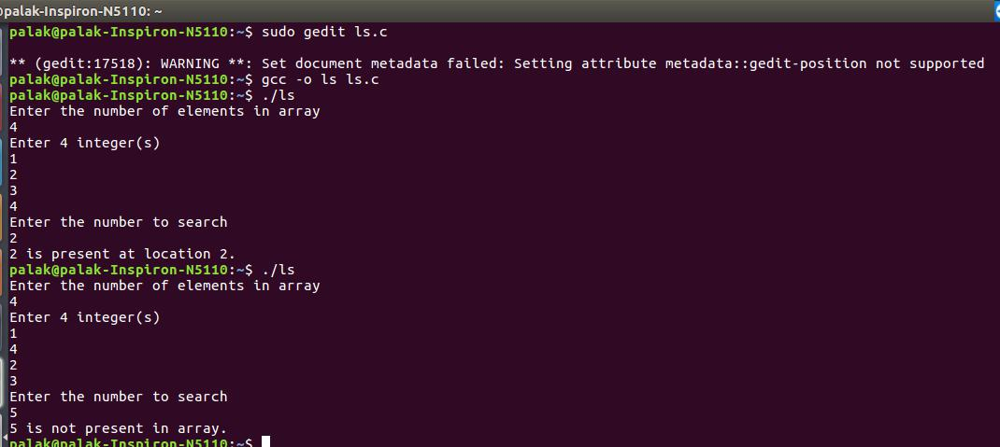 palak-Inspiron-N5110: ~
palak@palak-Inspiron-N5110:~$ sudo gedit ls.c
** (gedit:17518): WARNING **: Set document metadata failed: Setting attribute metadata::gedit-position not supported
palak@palak-Inspiron-N5110:~$ gcc -o ls ls.c
palak@palak-Inspiron-N5110:~$ ./ls
Enter the number of elements in array
4
Enter 4 integer(s)
1
2
3
4
Enter the number to search
2
2 is present at location 2.
palak@palak-Inspiron-N5110:~$ ./ls
Enter the number of elements in array
4
Enter 4 integer(s)
1
4
2
3
Enter the number to search
5
5 is not present in array.
palak@palak-Inspiron-N5110:~$